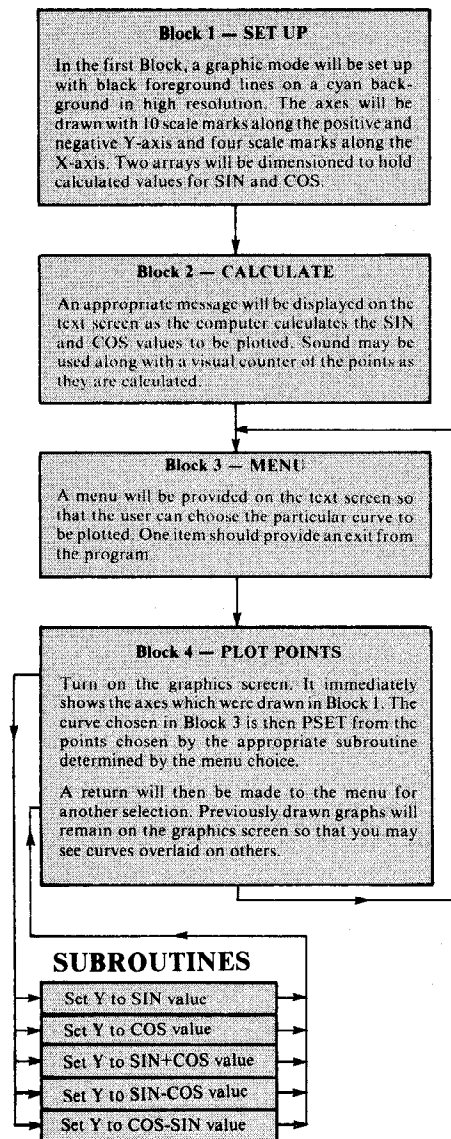 Block 1 — SET UP
In the first Block, a graphic mode will be set up
with black foreground lines on a cyan back-
ground in high resolution. The axes will be
drawn with 10 scale marks along the positive and
negative Y-axis and four scale marks along the
X-axis. Two arrays will be dimensioned to hold
calculated values for SIN and COS.
Block 2 — CALCULATE
An appropriate message will be displayed on the
text screen as the computer calculates the SIN
and COS values to be plotted. Sound may be
used along with a visual counter of the points as
they are calculated.
Block 3 — MENU
A menu will be provided on the text screen so
that the user can choose the particular curve to
be plotted. One item should provide an exit from
the program
Block 4 — PLOT POINTS
Turn on the graphics screen. It immediately
shows the axes which were drawn in Block 1. The
curve chosen in Block 3 is then PSET from the
points chosen by the appropriate subroutine
determined by the menu choice.
A return will then be made to the menu for
another selection. Previously drawn graphs will
remain on the graphics screen so that you may
see curves overlaid on others.
SUBROUTINES
Set Y to SIN value
Set Y to COS value
Set Y to SIN+COS value
Set Y to SIN-COS value
Set Y to COS-SIN value